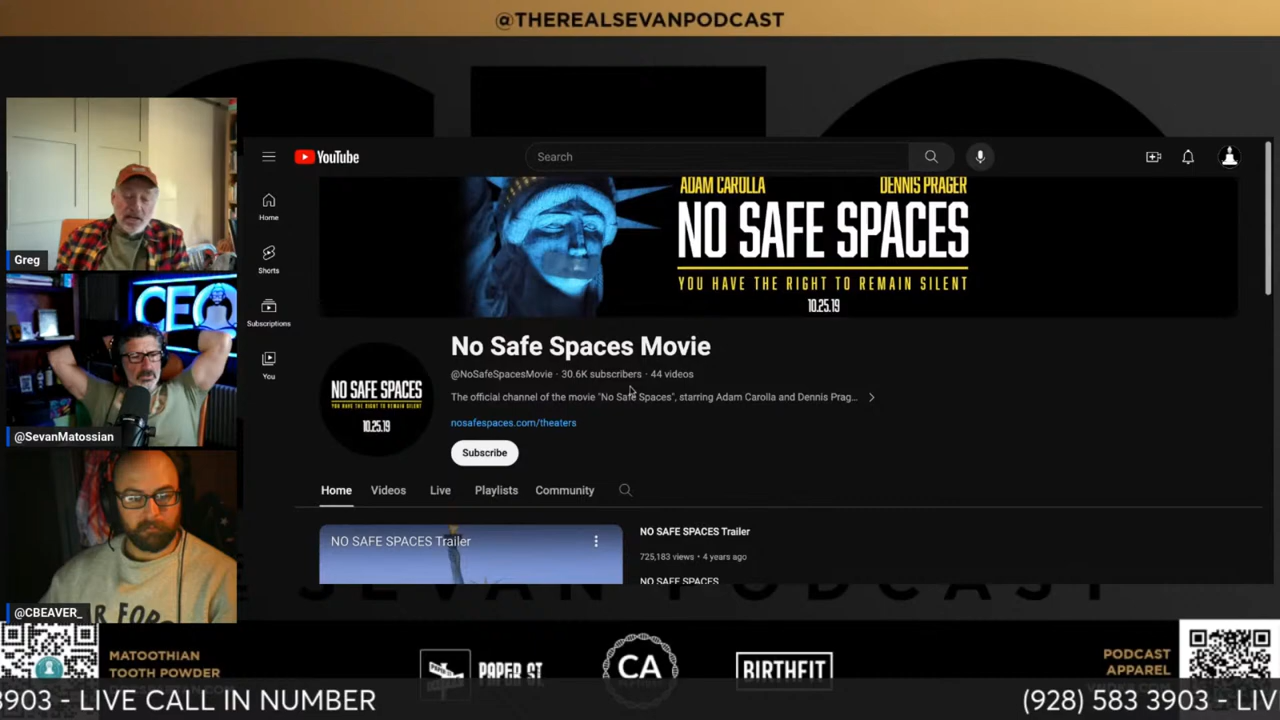 @THEREALSEVANPODCAST
YouTube
Search
Home
Shorts
Subscriptions
You
ADAM CAROLLA
DENNIS PRAGER
NO SAFE SPACES
YOU HAVE THE RIGHT TO REMAIN SILENT
10.25.19
NO SAFE SPACES
YOU HAVE THE RIGHT TO REMAIN SILENT
10.25.19
No Safe Spaces Movie
@NoSafeSpacesMovie · 30.6K subscribers · 44 videos
The official channel of the movie "No Safe Spaces", starring Adam Carolla and Dennis Prag...
nosafespaces.com/theaters
Subscribe
Home
Videos
Live
Playlists
Community
NO SAFE SPACES Trailer
NO SAFE SPACES Trailer
725,183 views • 4 years ago
NO SAFE SPACES
Greg
CEO
@SevanMatossian
@CBEAVER_
SEVAN PODCAST
MATOOTHIAN
TOOTH POWDER
PAPER ST
CA
BIRTHFIT
PODCAST
APPAREL
3903 - LIVE CALL IN NUMBER
(928) 583 3903 - LIV